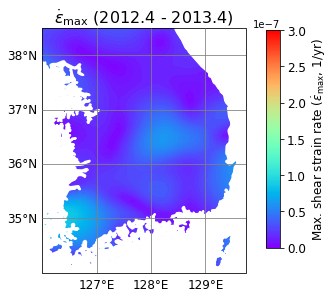 ε̇max (2012.4 - 2013.4)
1e−7
38°N
37°N
36°N
35°N
127°E 128°E 129°E
3.0
2.5
2.0
1.5
1.0
0.5
0.0
Max. shear strain rate (ε̇max, 1/yr)